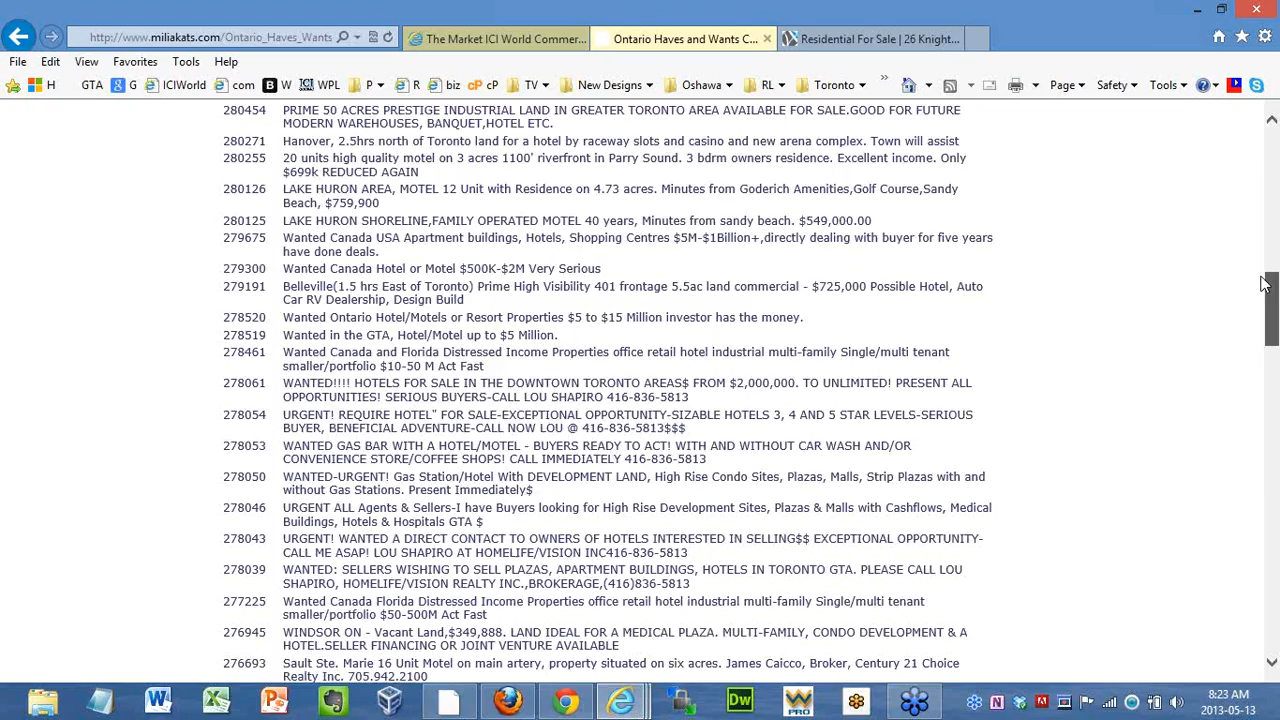 http://www.miliakats.com/Ontario_Haves_Wants
The Market ICI World Commer...
Ontario Haves and Wants C...
Residential For Sale | 26 Knight...
File Edit View Favorites Tools Help
H GTA G ICIWorld com W WPL P R biz cP TV New Designs Oshawa RL Toronto Page Safety Tools
280454 PRIME 50 ACRES PRESTIGE INDUSTRIAL LAND IN GREATER TORONTO AREA AVAILABLE FOR SALE.GOOD FOR FUTURE
MODERN WAREHOUSES, BANQUET,HOTEL ETC.
280271 Hanover, 2.5hrs north of Toronto land for a hotel by raceway slots and casino and new arena complex. Town will assist
280255 20 units high quality motel on 3 acres 1100' riverfront in Parry Sound. 3 bdrm owners residence. Excellent income. Only
$699k REDUCED AGAIN
280126 LAKE HURON AREA, MOTEL 12 Unit with Residence on 4.73 acres. Minutes from Goderich Amenities,Golf Course,Sandy
Beach, $759,900
280125 LAKE HURON SHORELINE,FAMILY OPERATED MOTEL 40 years, Minutes from sandy beach. $549,000.00
279675 Wanted Canada USA Apartment buildings, Hotels, Shopping Centres $5M-$1Billion+,directly dealing with buyer for five years
have done deals.
279300 Wanted Canada Hotel or Motel $500K-$2M Very Serious
279191 Belleville(1.5 hrs East of Toronto) Prime High Visibility 401 frontage 5.5ac land commercial - $725,000 Possible Hotel, Auto
Car RV Dealership, Design Build
278520 Wanted Ontario Hotel/Motels or Resort Properties $5 to $15 Million investor has the money.
278519 Wanted in the GTA, Hotel/Motel up to $5 Million.
278461 Wanted Canada and Florida Distressed Income Properties office retail hotel industrial multi-family Single/multi tenant
smaller/portfolio $10-50 M Act Fast
278061 WANTED!!!! HOTELS FOR SALE IN THE DOWNTOWN TORONTO AREAS$ FROM $2,000,000. TO UNLIMITED! PRESENT ALL
OPPORTUNITIES! SERIOUS BUYERS-CALL LOU SHAPIRO 416-836-5813
278054 URGENT! REQUIRE HOTEL" FOR SALE-EXCEPTIONAL OPPORTUNITY-SIZABLE HOTELS 3, 4 AND 5 STAR LEVELS-SERIOUS
BUYER, BENEFICIAL ADVENTURE-CALL NOW LOU @ 416-836-5813$$$
278053 WANTED GAS BAR WITH A HOTEL/MOTEL - BUYERS READY TO ACT! WITH AND WITHOUT CAR WASH AND/OR
CONVENIENCE STORE/COFFEE SHOPS! CALL IMMEDIATELY 416-836-5813
278050 WANTED-URGENT! Gas Station/Hotel With DEVELOPMENT LAND, High Rise Condo Sites, Plazas, Malls, Strip Plazas with and
without Gas Stations. Present Immediately$
278046 URGENT ALL Agents & Sellers-I have Buyers looking for High Rise Development Sites, Plazas & Malls with Cashflows, Medical
Buildings, Hotels & Hospitals GTA $
278043 URGENT! WANTED A DIRECT CONTACT TO OWNERS OF HOTELS INTERESTED IN SELLING$$ EXCEPTIONAL OPPORTUNITY-
CALL ME ASAP! LOU SHAPIRO AT HOMELIFE/VISION INC416-836-5813
278039 WANTED: SELLERS WISHING TO SELL PLAZAS, APARTMENT BUILDINGS, HOTELS IN TORONTO GTA. PLEASE CALL LOU
SHAPIRO, HOMELIFE/VISION REALTY INC.,BROKERAGE,(416)836-5813
277225 Wanted Canada Florida Distressed Income Properties office retail hotel industrial multi-family Single/multi tenant
smaller/portfolio $50-500M Act Fast
276945 WINDSOR ON - Vacant Land,$349,888. LAND IDEAL FOR A MEDICAL PLAZA. MULTI-FAMILY, CONDO DEVELOPMENT & A
HOTEL.SELLER FINANCING OR JOINT VENTURE AVAILABLE
276693 Sault Ste. Marie 16 Unit Motel on main artery, property situated on six acres. James Caicco, Broker, Century 21 Choice
Realty Inc. 705.942.2100
Dw
PRO
8:23 AM
2013-05-13